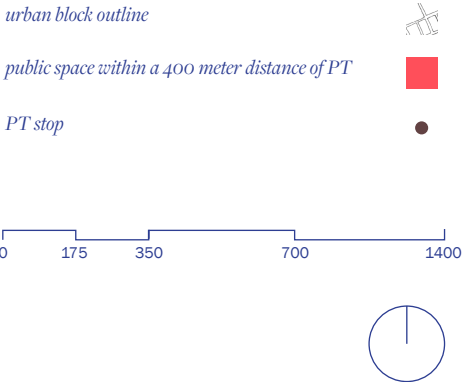 urban block outline
public space within a 400 meter distance of PT
PT stop
0 175 350 700 1400